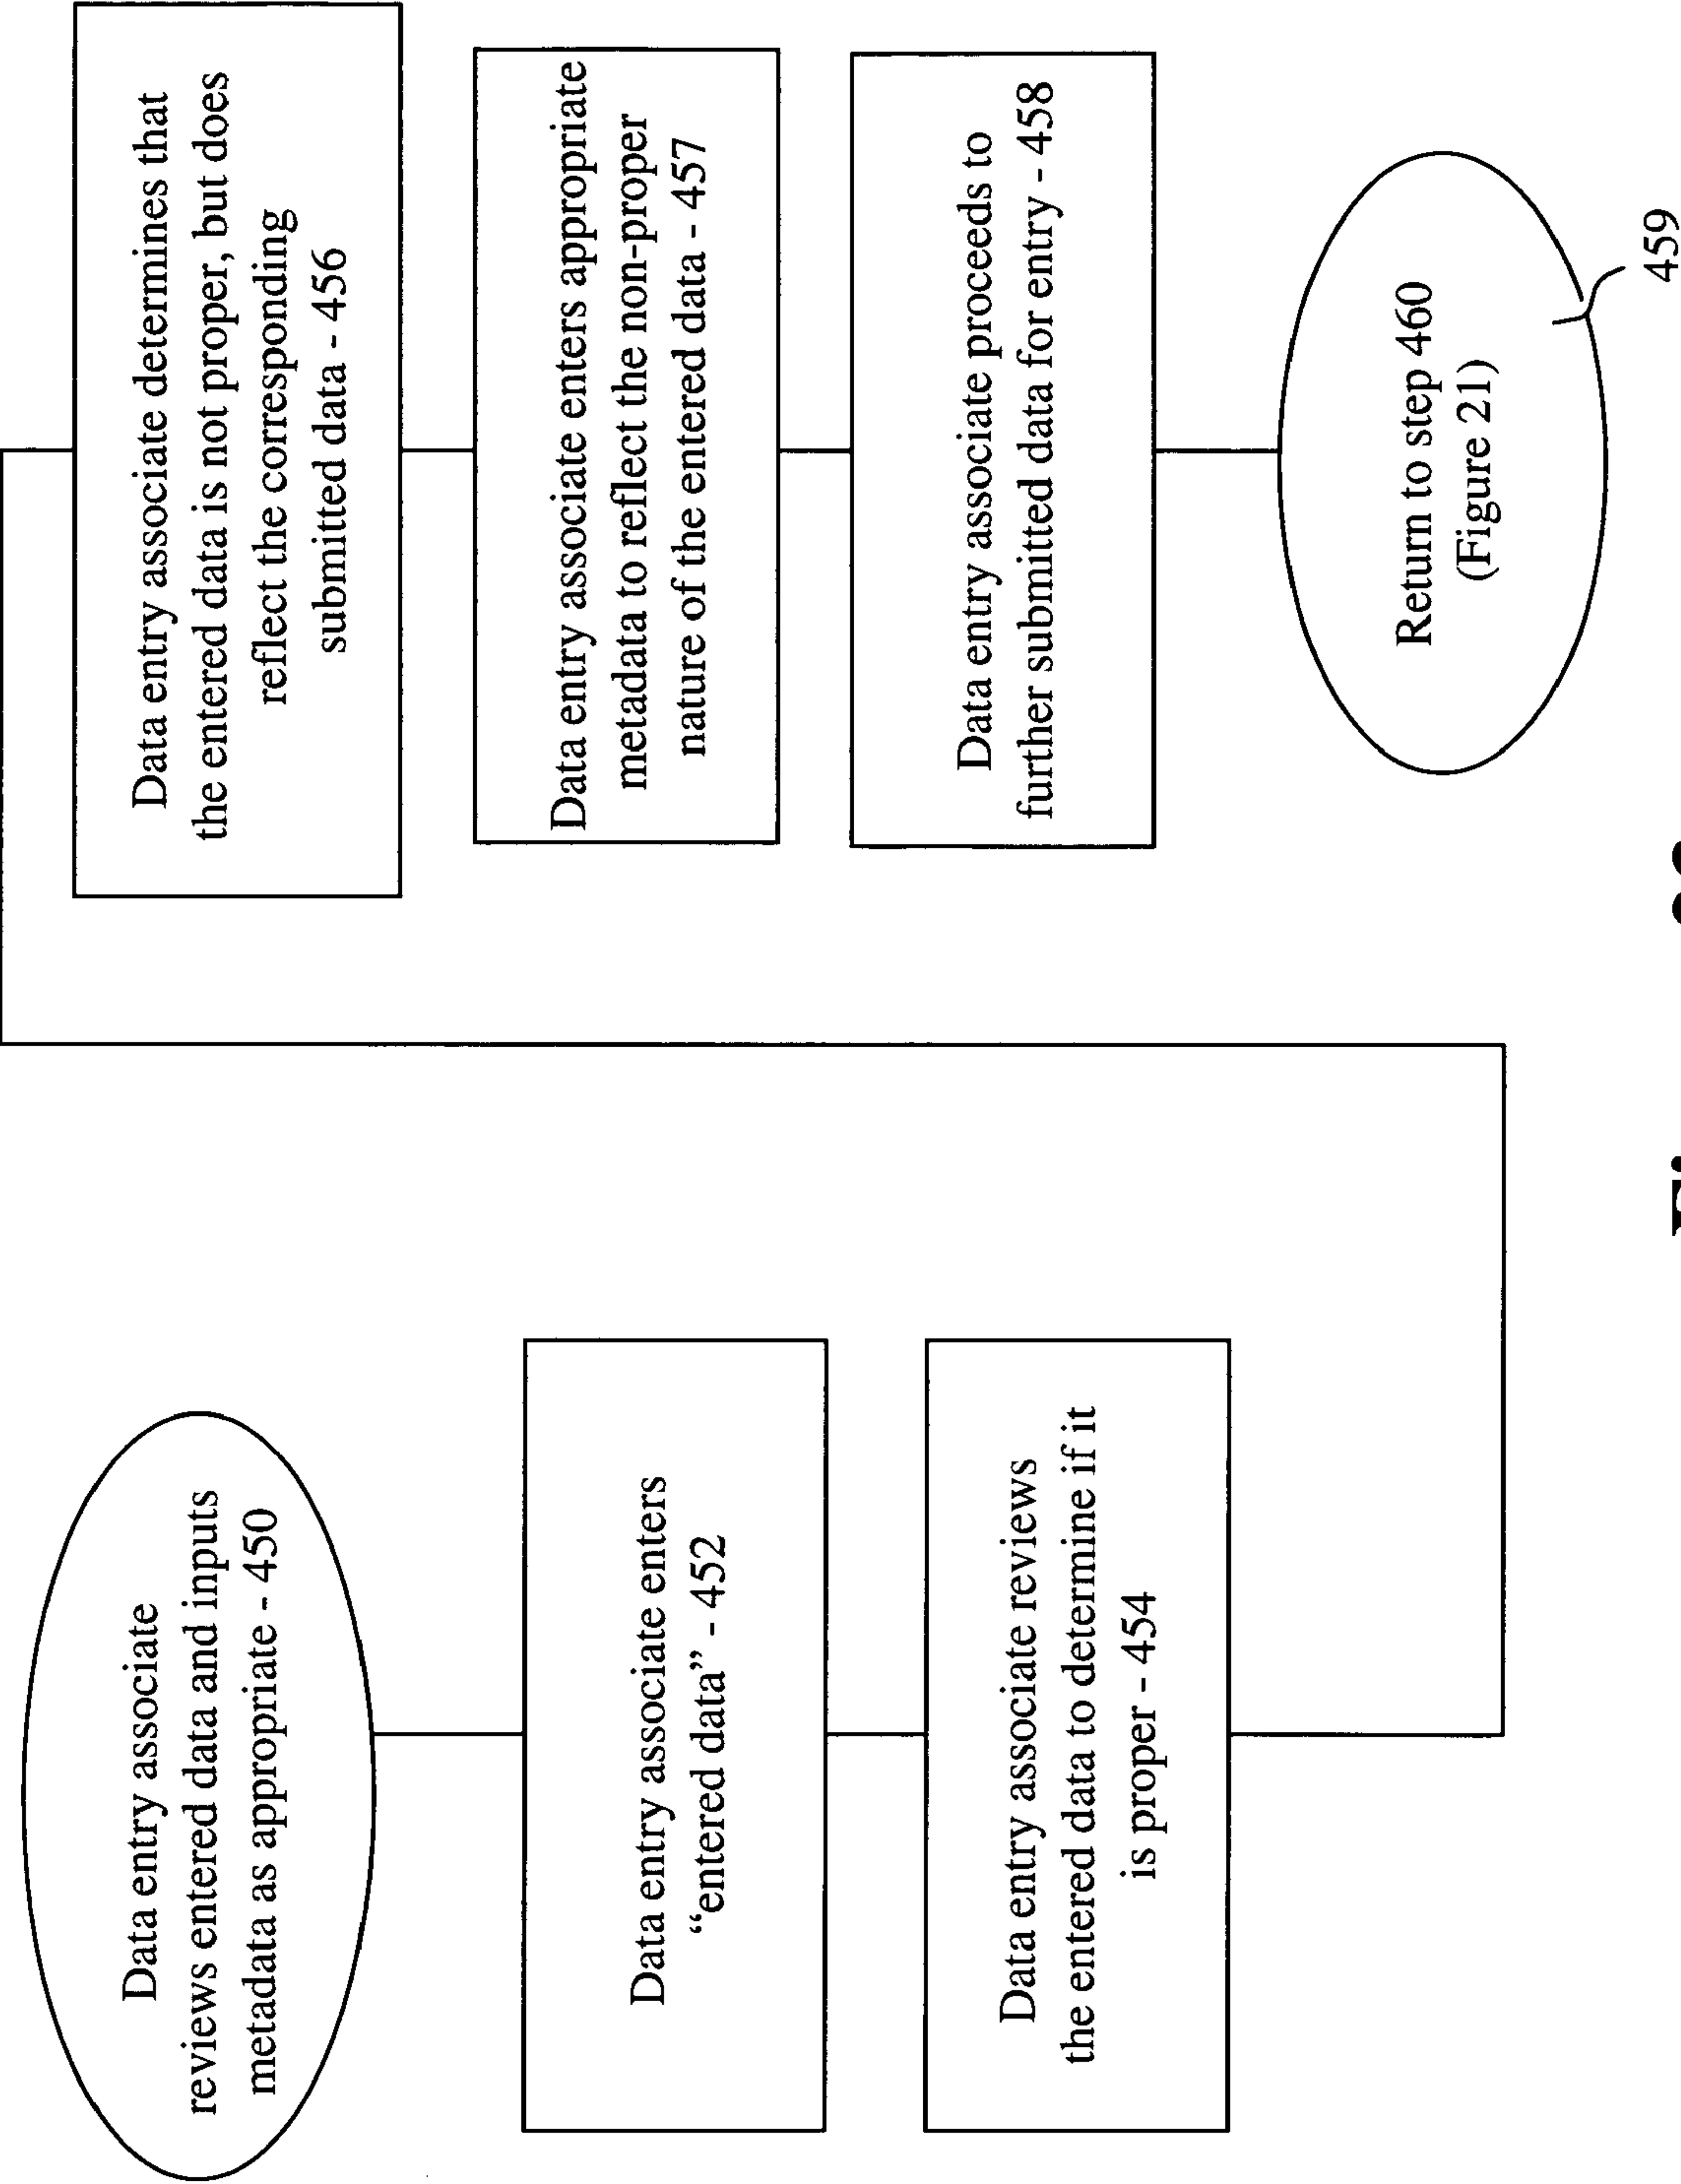 Data entry associate
reviews entered data and inputs
metadata as appropriate - 450
Data entry associate enters
“entered data” - 452
Data entry associate reviews
the entered data to determine if it
is proper - 454
Data entry associate determines that
the entered data is not proper, but does
reflect the corresponding
submitted data - 456
Data entry associate enters appropriate
metadata to reflect the non-proper
nature of the entered data - 457
Data entry associate proceeds to
further submitted data for entry - 458
Return to step 460
(Figure 21)
459